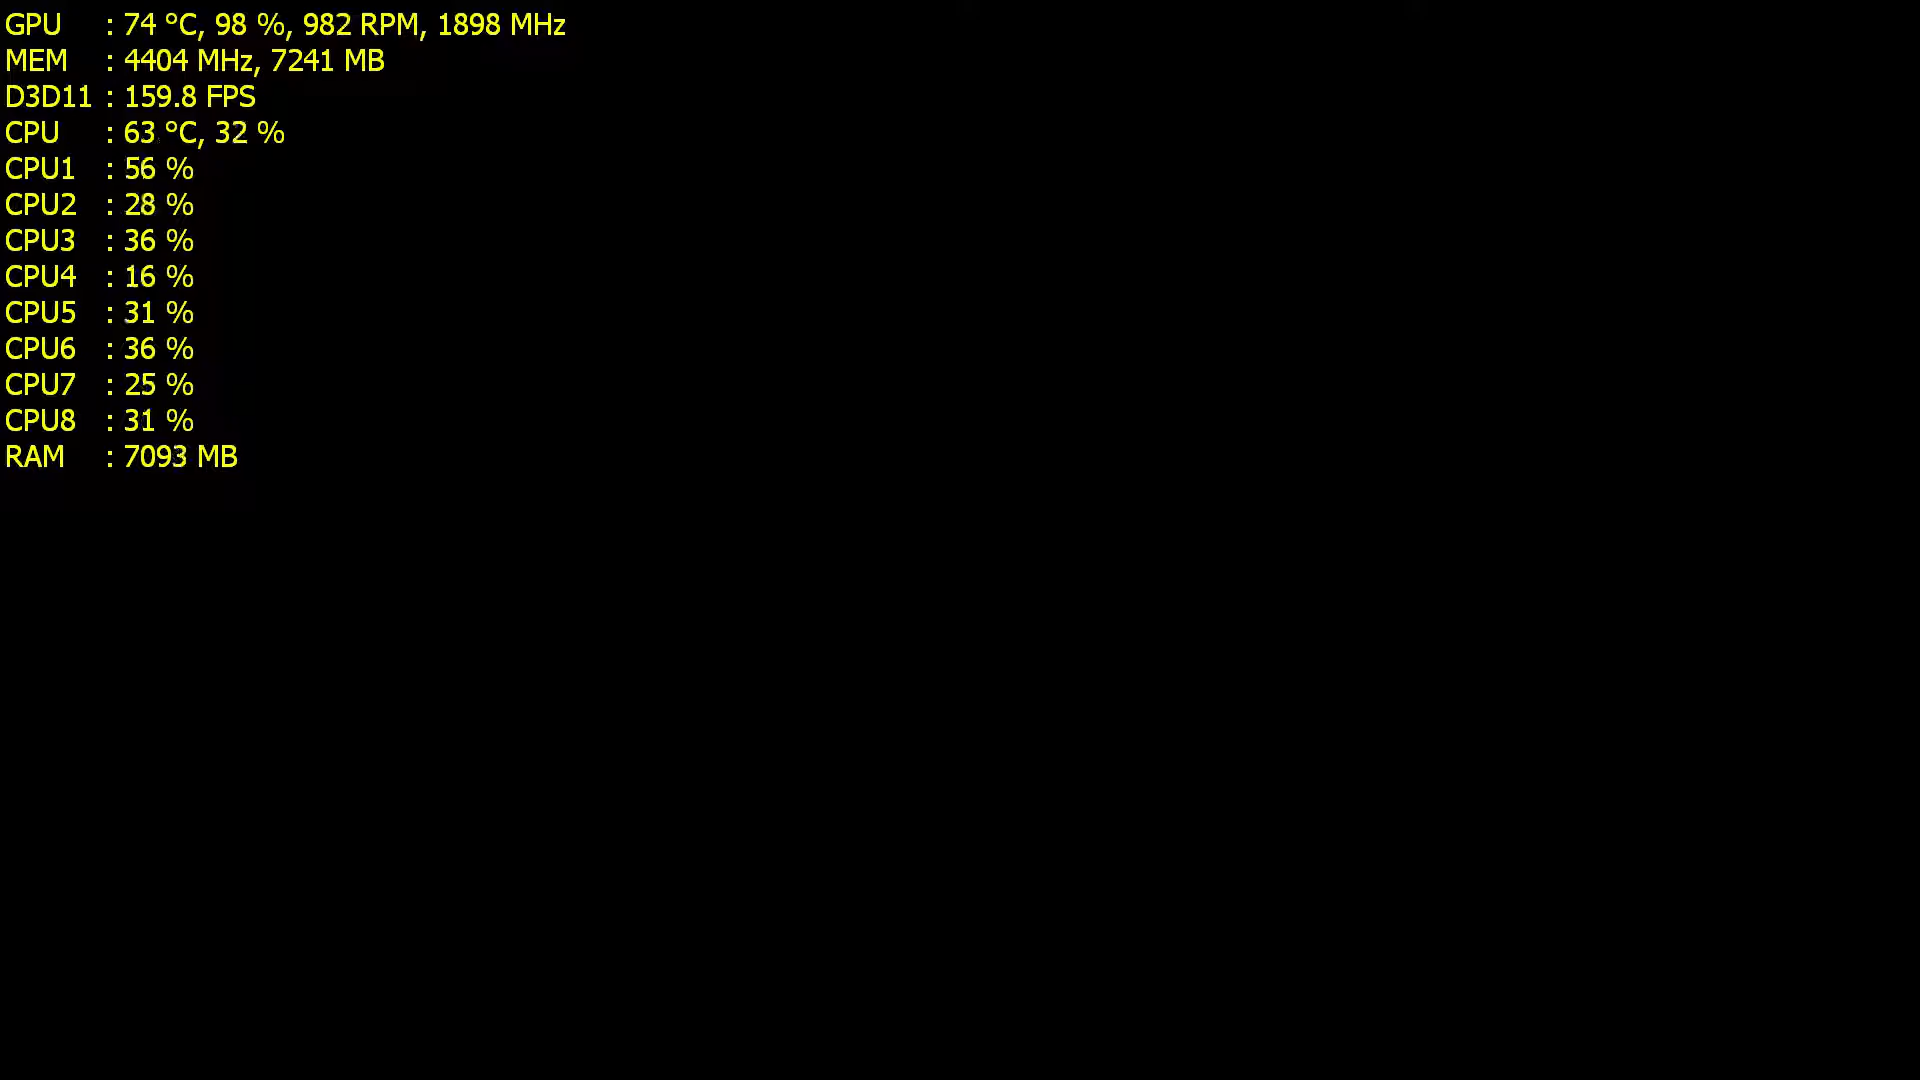 GPU : 74 °C, 98 %, 982 RPM, 1898 MHz
MEM : 4404 MHz, 7241 MB
D3D11 : 159.8 FPS
CPU : 63 °C, 32 %
CPU1 : 56 %
CPU2 : 28 %
CPU3 : 36 %
CPU4 : 16 %
CPU5 : 31 %
CPU6 : 36 %
CPU7 : 25 %
CPU8 : 31 %
RAM : 7093 MB